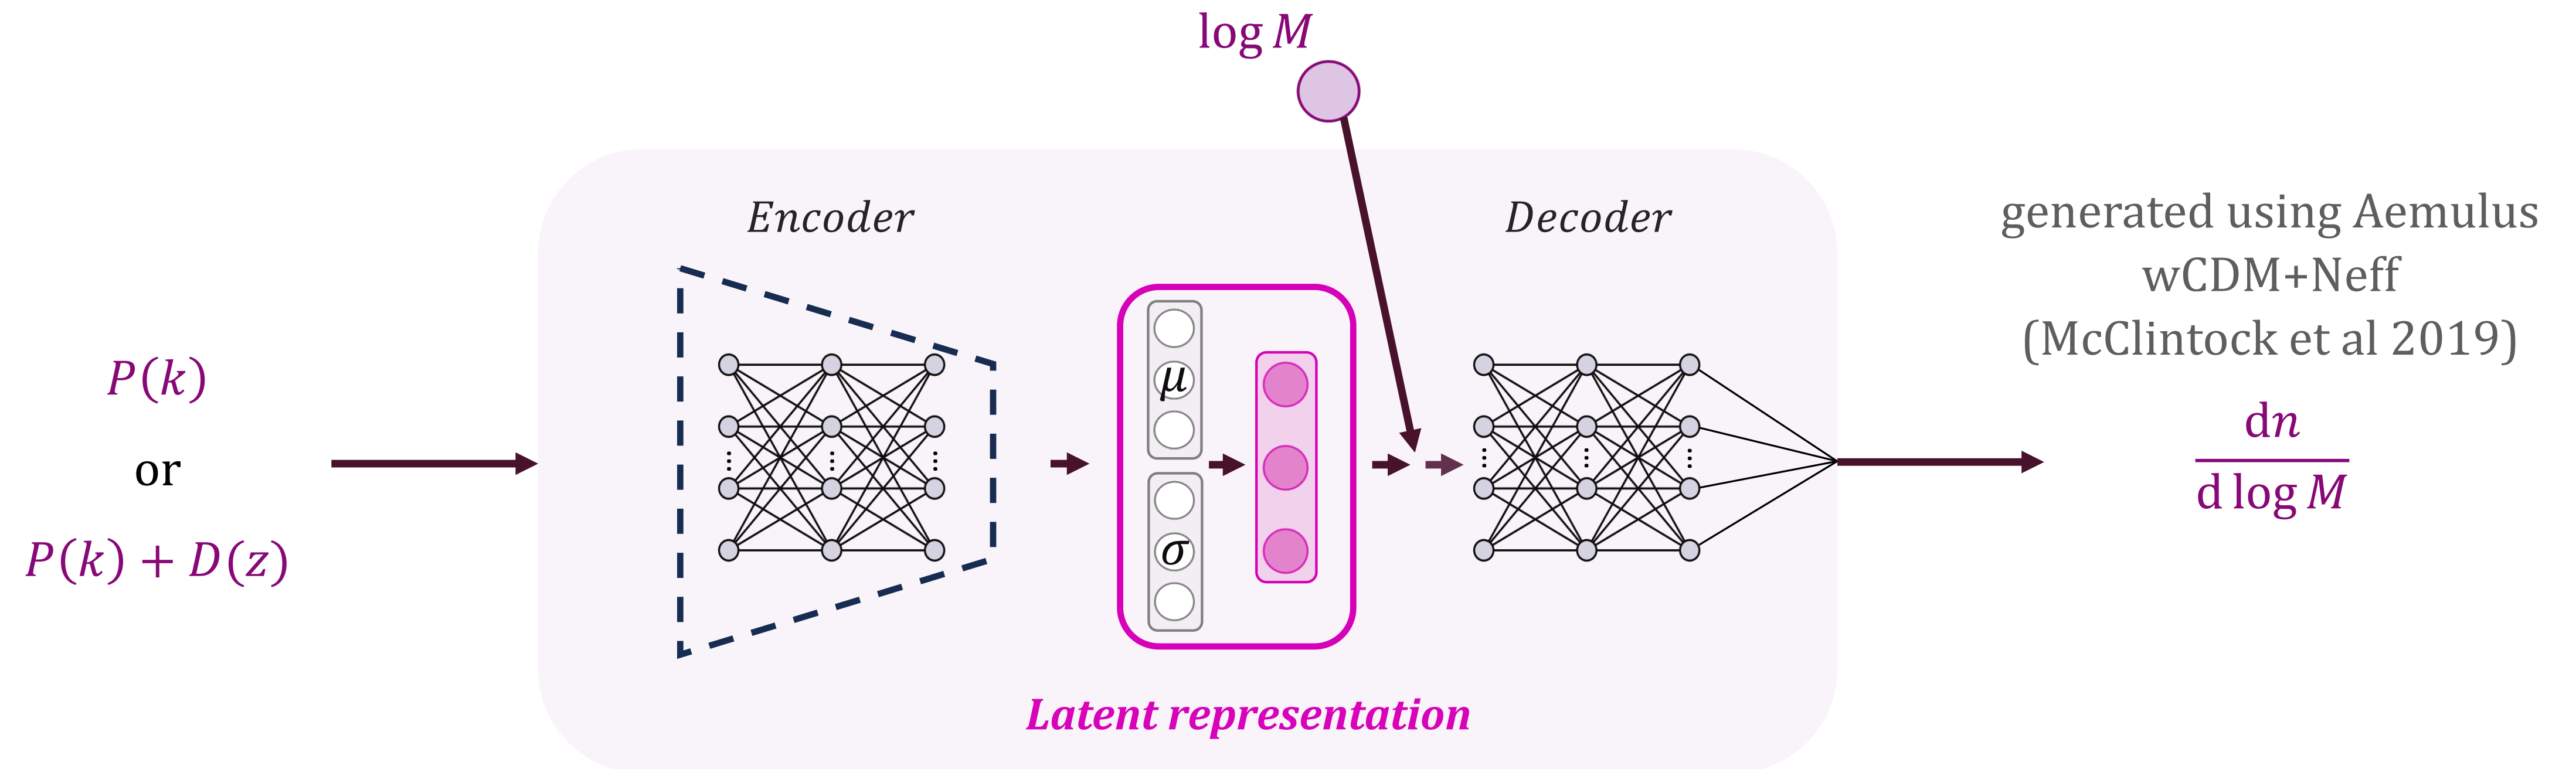 log M
Encoder
Decoder
P(k)
or
P(k) + D(z)
μ
σ
Latent representation
generated using Aemulus
wCDM+Neff
(McClintock et al 2019)
dn
d log M